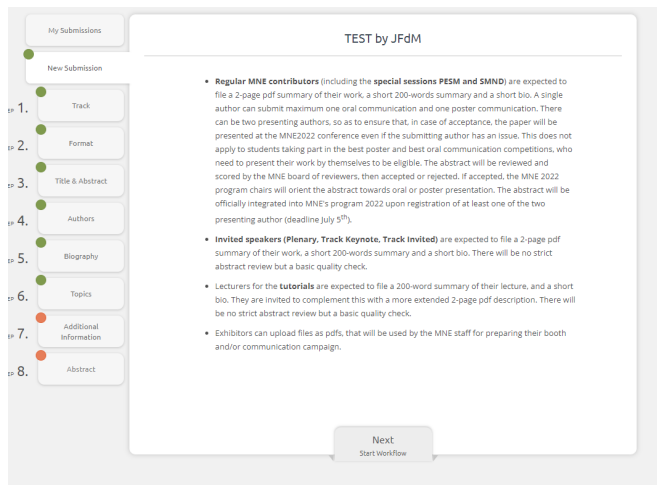 My Submissions
New Submission
EP 1. Track
EP 2. Format
EP 3. Title & Abstract
EP 4. Authors
EP 5. Biography
EP 6. Topics
EP 7. Additional
Information
EP 8. Abstract
TEST by JFdM
• Regular MNE contributors (including the special sessions PESM and SMND) are expected to
file a 2-page pdf summary of their work, a short 200-words summary and a short bio. A single
author can submit maximum one oral communication and one poster communication. There
can be two presenting authors, so as to ensure that, in case of acceptance, the paper will be
presented at the MNE2022 conference even if the submitting author has an issue. This does not
apply to students taking part in the best poster and best oral communication competitions, who
need to present their work by themselves to be eligible. The abstract will be reviewed and
scored by the MNE board of reviewers, then accepted or rejected. If accepted, the MNE 2022
program chairs will orient the abstract towards oral or poster presentation. The abstract will be
officially integrated into MNE's program 2022 upon registration of at least one of the two
presenting author (deadline July 5th).
• Invited speakers (Plenary, Track Keynote, Track Invited) are expected to file a 2-page pdf
summary of their work, a short 200-words summary and a short bio. There will be no strict
abstract review but a basic quality check.
• Lecturers for the tutorials are expected to file a 200-word summary of their lecture, and a short
bio. They are invited to complement this with a more extended 2-page pdf description. There will
be no strict abstract review but a basic quality check.
• Exhibitors can upload files as pdfs, that will be used by the MNE staff for preparing their booth
and/or communication campaign.
Next
Start Workflow